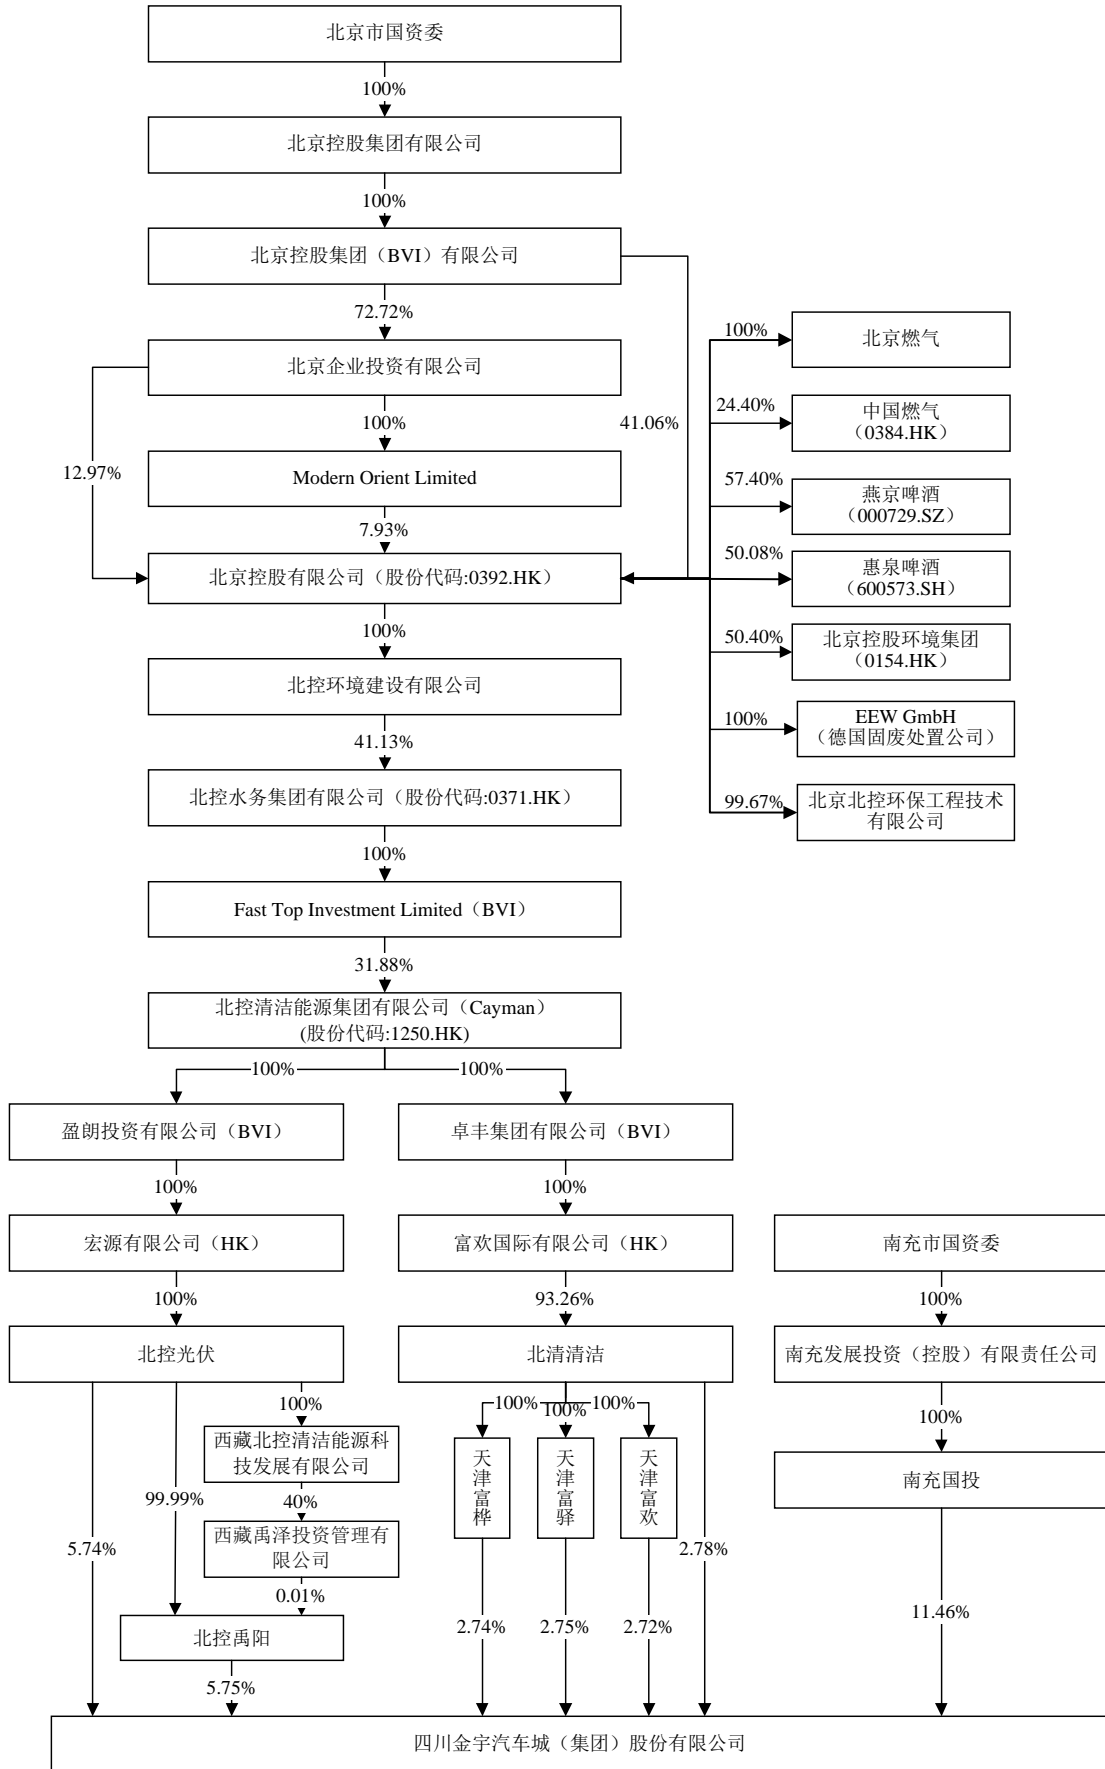 北京市国资委
100%
北京控股集团有限公司
100%
北京控股集团（BVI）有限公司
72.72%
北京企业投资有限公司
100%
41.06%
12.97%
Modern Orient Limited
7.93%
北京控股有限公司（股份代码:0392.HK）
100%
北京燃气
24.40%
中国燃气
（0384.HK）
57.40%
燕京啤酒
（000729.SZ）
50.08%
惠泉啤酒
（600573.SH）
50.40%
北京控股环境集团
（0154.HK）
100%
EEW GmbH
（德国固废处置公司）
99.67%
北京北控环保工程技术
有限公司
100%
北控环境建设有限公司
41.13%
北控水务集团有限公司（股份代码:0371.HK）
100%
Fast Top Investment Limited（BVI）
31.88%
北控清洁能源集团有限公司（Cayman）
(股份代码:1250.HK)
100%
100%
盈朗投资有限公司（BVI）
卓丰集团有限公司（BVI）
100%
100%
宏源有限公司（HK）
富欢国际有限公司（HK）
南充市国资委
100%
93.26%
100%
北控光伏
北清清洁
南充发展投资（控股）有限责任公司
100%
100%
100%
100%
100%
西藏北控清洁能源科
技发展有限公司
天津富桦
天津富驿
天津富欢
南充国投
99.99%
40%
西藏禹泽投资管理有
限公司
5.74%
2.78%
0.01%
北控禹阳
2.74%
2.75%
2.72%
11.46%
5.75%
四川金宇汽车城（集团）股份有限公司